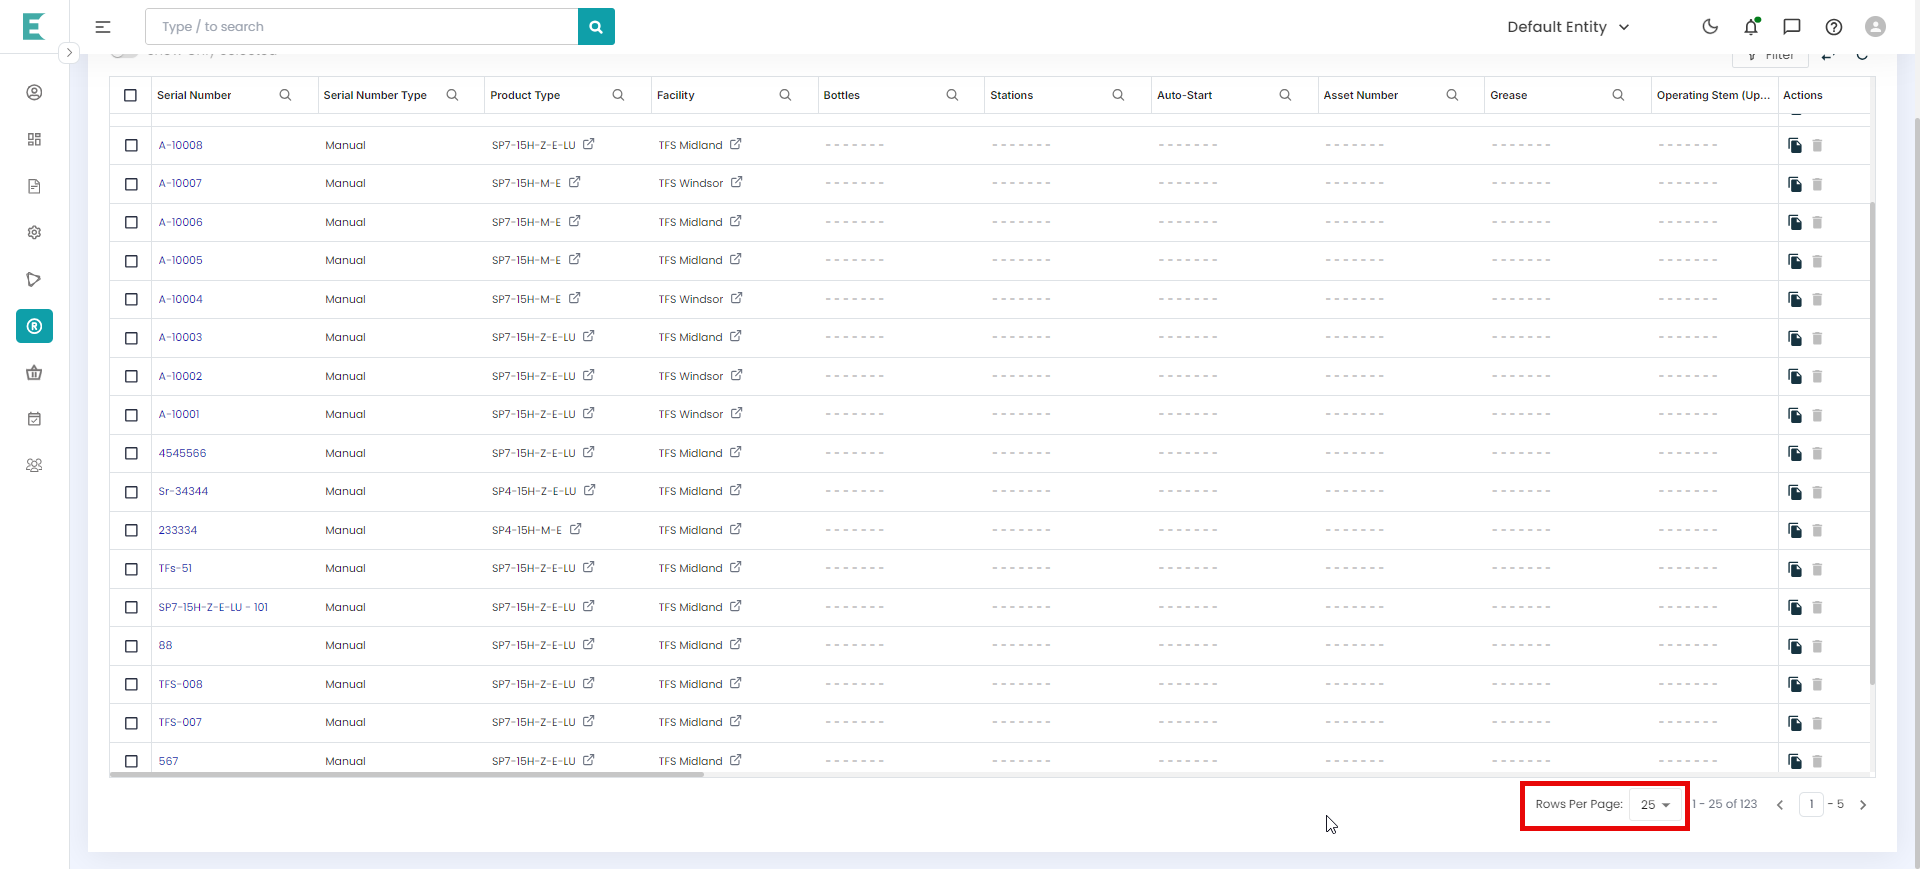 Type / to search
Default Entity
Show Only Selected
Filter
Serial Number Serial Number Type Product Type Facility Bottles Stations Auto-Start Asset Number Grease Operating Stem (Up... Actions
A-10008 Manual SP7-15H-Z-E-LU TFS Midland ------- ------- ------- ------- ------- -------
A-10007 Manual SP7-15H-M-E TFS Windsor ------- ------- ------- ------- ------- -------
A-10006 Manual SP7-15H-M-E TFS Midland ------- ------- ------- ------- ------- -------
A-10005 Manual SP7-15H-M-E TFS Midland ------- ------- ------- ------- ------- -------
A-10004 Manual SP7-15H-M-E TFS Windsor ------- ------- ------- ------- ------- -------
A-10003 Manual SP7-15H-Z-E-LU TFS Midland ------- ------- ------- ------- ------- -------
A-10002 Manual SP7-15H-Z-E-LU TFS Windsor ------- ------- ------- ------- ------- -------
A-10001 Manual SP7-15H-Z-E-LU TFS Windsor ------- ------- ------- ------- ------- -------
4545566 Manual SP7-15H-Z-E-LU TFS Midland ------- ------- ------- ------- ------- -------
Sr-34344 Manual SP4-15H-Z-E-LU TFS Midland ------- ------- ------- ------- ------- -------
233334 Manual SP4-15H-M-E TFS Midland ------- ------- ------- ------- ------- -------
TFs-51 Manual SP7-15H-Z-E-LU TFS Midland ------- ------- ------- ------- ------- -------
SP7-15H-Z-E-LU - 101 Manual SP7-15H-Z-E-LU TFS Midland ------- ------- ------- ------- ------- -------
88 Manual SP7-15H-Z-E-LU TFS Midland ------- ------- ------- ------- ------- -------
TFS-008 Manual SP7-15H-Z-E-LU TFS Midland ------- ------- ------- ------- ------- -------
TFS-007 Manual SP7-15H-Z-E-LU TFS Midland ------- ------- ------- ------- ------- -------
567 Manual SP7-15H-Z-E-LU TFS Midland ------- ------- ------- ------- ------- -------
Rows Per Page: 25 1 - 25 of 123 1 - 5